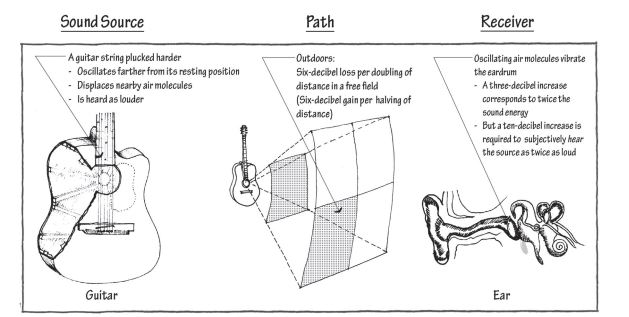 Sound Source
Path
Receiver
A guitar string plucked harder
- Oscillates farther from its resting position
- Displaces nearby air molecules
- Is heard as louder
Outdoors:
Six-decibel loss per doubling of
distance in a free field
(Six-decibel gain per halving of
distance)
Oscillating air molecules vibrate
the eardrum
- A three-decibel increase
corresponds to twice the
sound energy
- But a ten-decibel increase is
required to subjectively hear
the source as twice as loud
Guitar
Ear